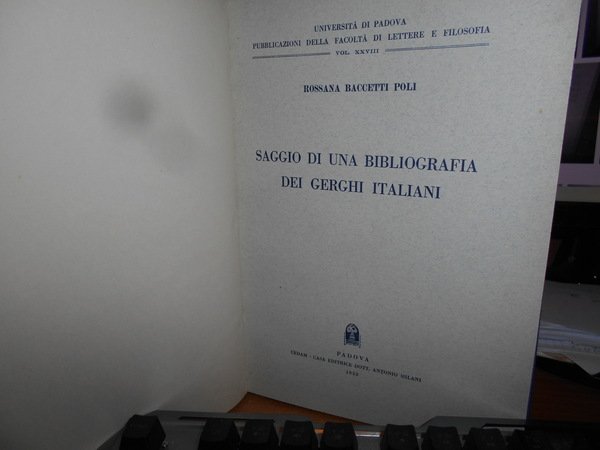 UNIVERSITÀ DI PADOVA
PUBBLICAZIONI DELLA FACOLTÀ DI LETTERE E FILOSOFIA
VOL. XXVIII
ROSSANA BACCETTI POLI
SAGGIO DI UNA BIBLIOGRAFIA
DEI GERGHI ITALIANI
PADOVA
CEDAM - CASA EDITRICE DOTT. ANTONIO MILANI